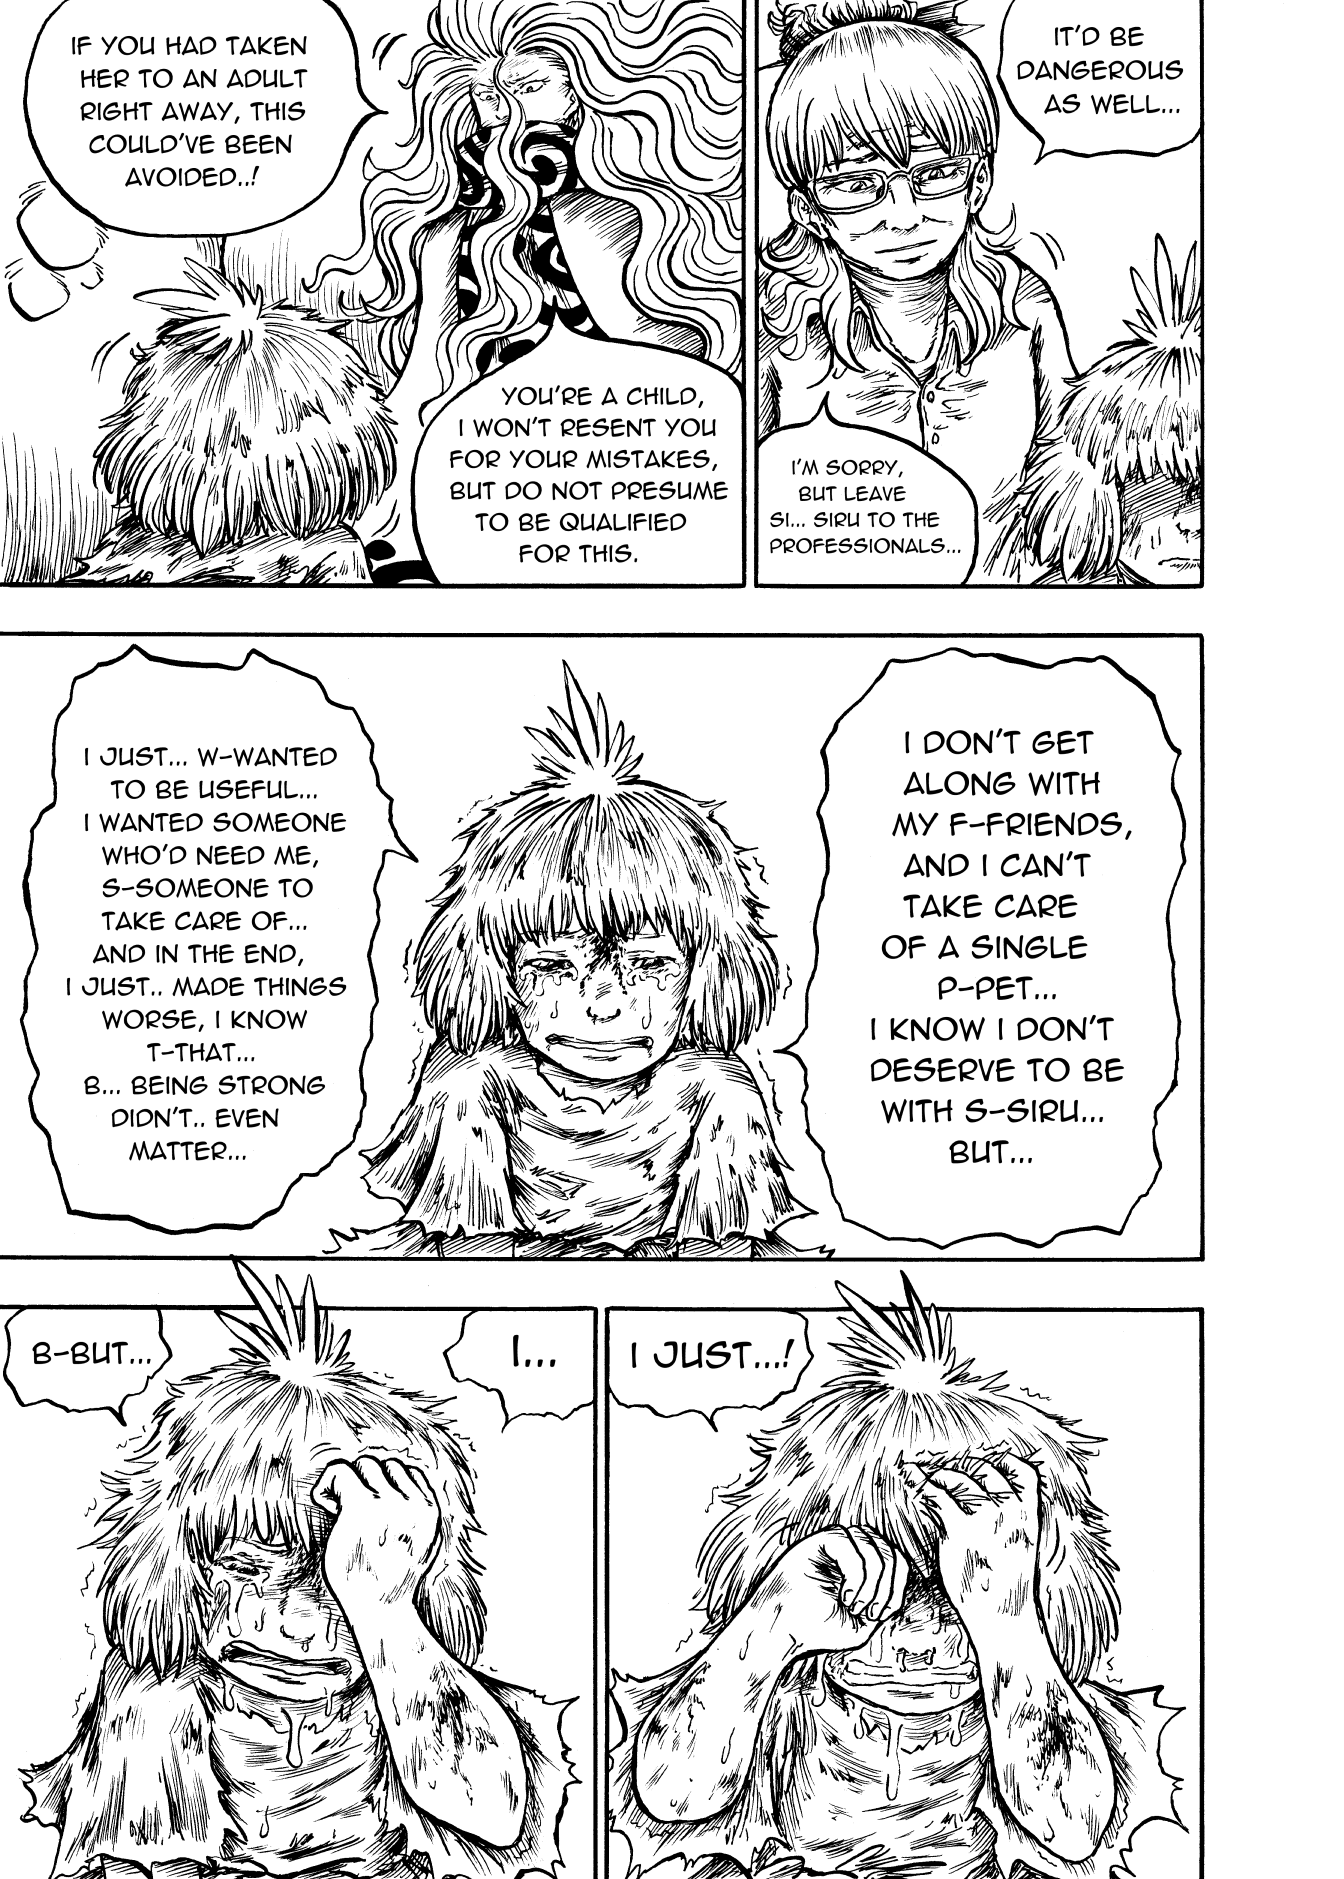 IT'D BE
DANGEROUS
AS WELL...
I'M SORRY,
BUT LEAVE
SI... SIRU TO THE
PROFESSIONALS...
IF YOU HAD TAKEN
HER TO AN ADULT
RIGHT AWAY, THIS
COULD'VE BEEN
AVOIDED..!
YOU'RE A CHILD,
I WON'T RESENT YOU
FOR YOUR MISTAKES,
BUT DO NOT PRESUME
TO BE QUALIFIED
FOR THIS.
I DON'T GET
ALONG WITH
MY F-FRIENDS,
AND I CAN'T
TAKE CARE
OF A SINGLE
P-PET...
I KNOW I DON'T
DESERVE TO BE
WITH S-SIRU...
BUT...
I JUST... W-WANTED
TO BE USEFUL...
I WANTED SOMEONE
WHO'D NEED ME,
S-SOMEONE TO
TAKE CARE OF...
AND IN THE END,
I JUST.. MADE THINGS
WORSE, I KNOW
T-THAT...
B... BEING STRONG
DIDN'T.. EVEN
MATTER...
I JUST...!
I...
B-BUT...